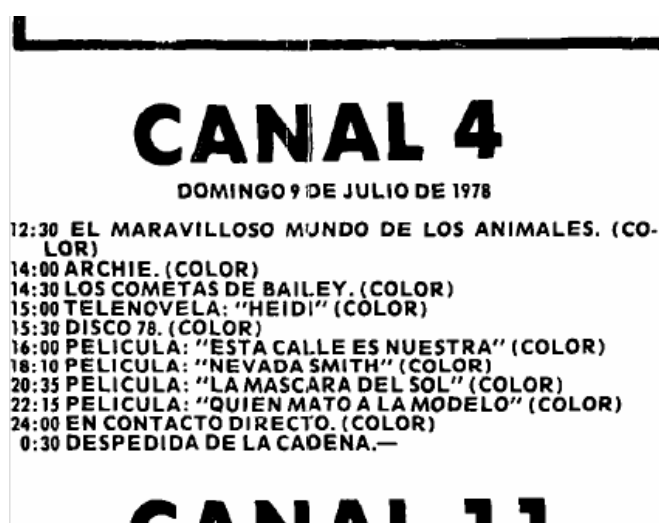 CANAL 4
DOMINGO 9 DE JULIO DE 1978
12:30 EL MARAVILLOSO MUNDO DE LOS ANIMALES. (CO-
LOR)
14:00 ARCHIE. (COLOR)
14:30 LOS COMETAS DE BAILEY. (COLOR)
15:00 TELENOVELA: "HEIDI" (COLOR)
15:30 DISCO 78. (COLOR)
16:00 PELICULA: "ESTA CALLE ES NUESTRA" (COLOR)
18:10 PELICULA: "NEVADA SMITH" (COLOR)
20:35 PELICULA: "LA MASCARA DEL SOL" (COLOR)
22:15 PELICULA: "QUIEN MATO A LA MODELO" (COLOR)
24:00 EN CONTACTO DIRECTO. (COLOR)
0:30 DESPEDIDA DE LA CADENA.—
CANAL 11